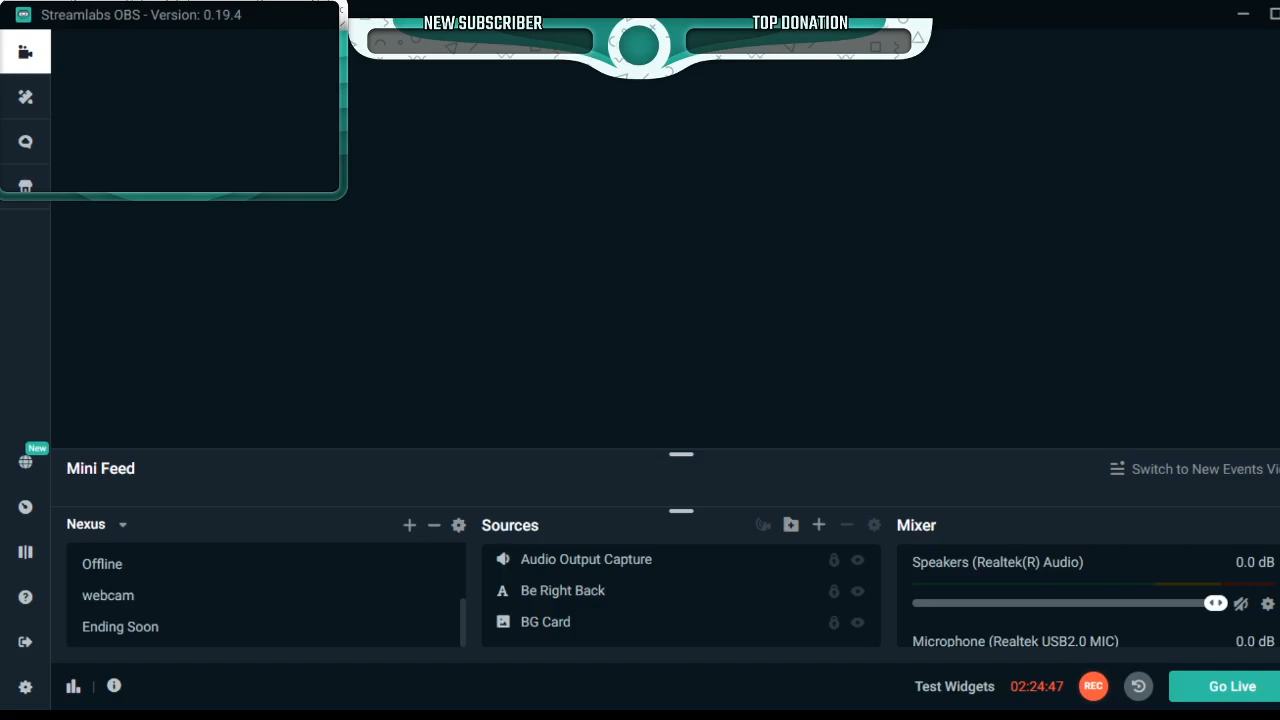 Streamlabs OBS - Version: 0.19.4
NEW SUBSCRIBER
TOP DONATION
New
Mini Feed
Switch to New Events Vi
Nexus
Offline
webcam
Ending Soon
Sources
Audio Output Capture
Be Right Back
BG Card
Mixer
Speakers (Realtek(R) Audio) 0.0 dB
Microphone (Realtek USB2.0 MIC) 0.0 dB
Test Widgets 02:24:47 REC Go Live